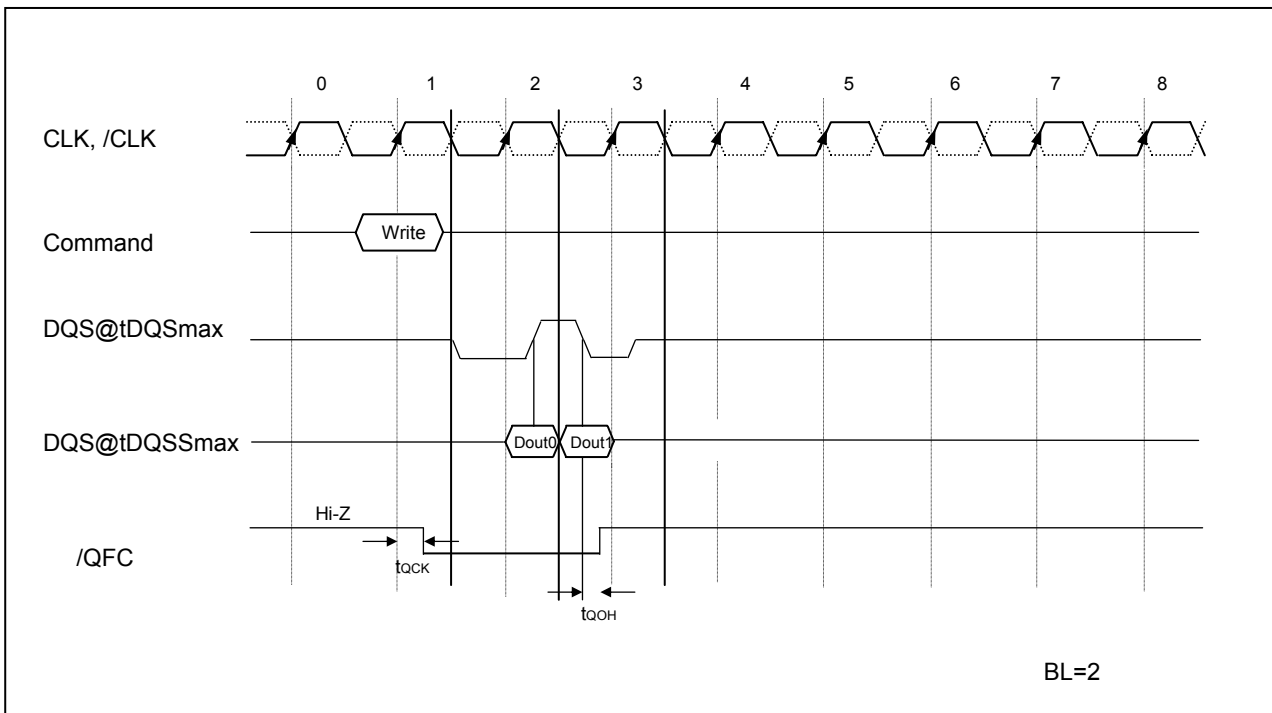 0 1 2 3 4 5 6 7 8
CLK, /CLK
Command
Write
DQS@tDQSmax
DQS@tDQSSmax
Dout0 Dout1
Hi-Z
/QFC
tQCK
tQOH
BL=2